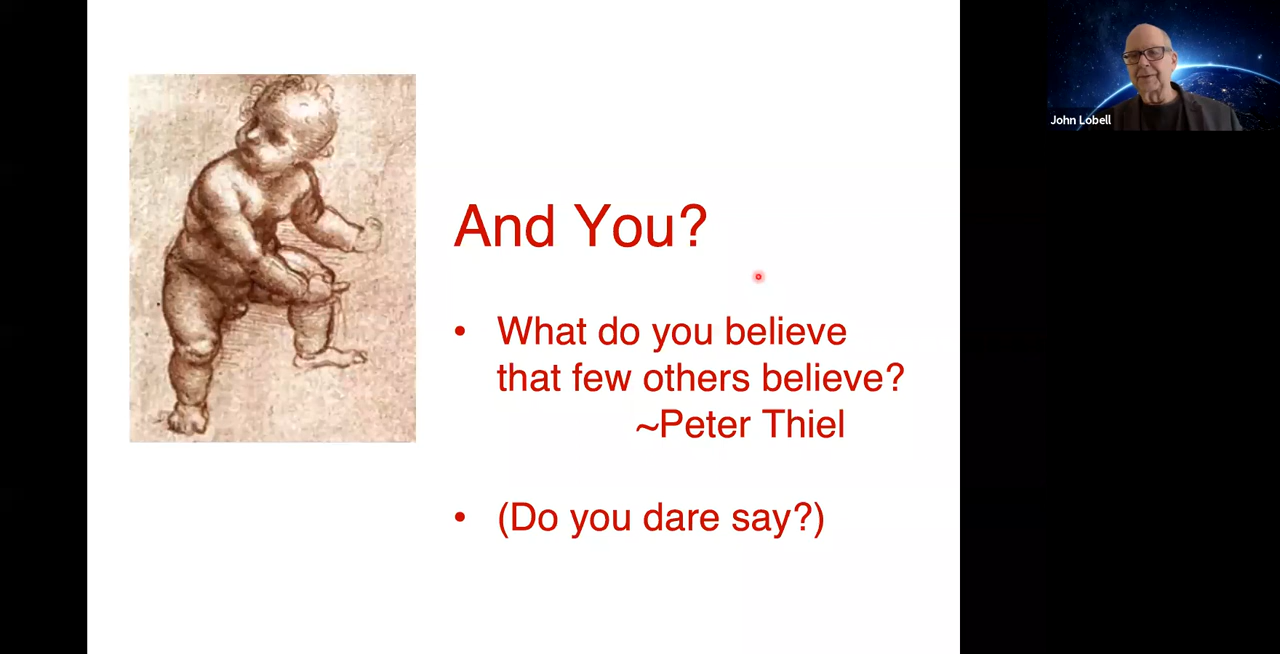 And You?
• What do you believe
that few others believe?
~Peter Thiel
• (Do you dare say?)
John Lobell